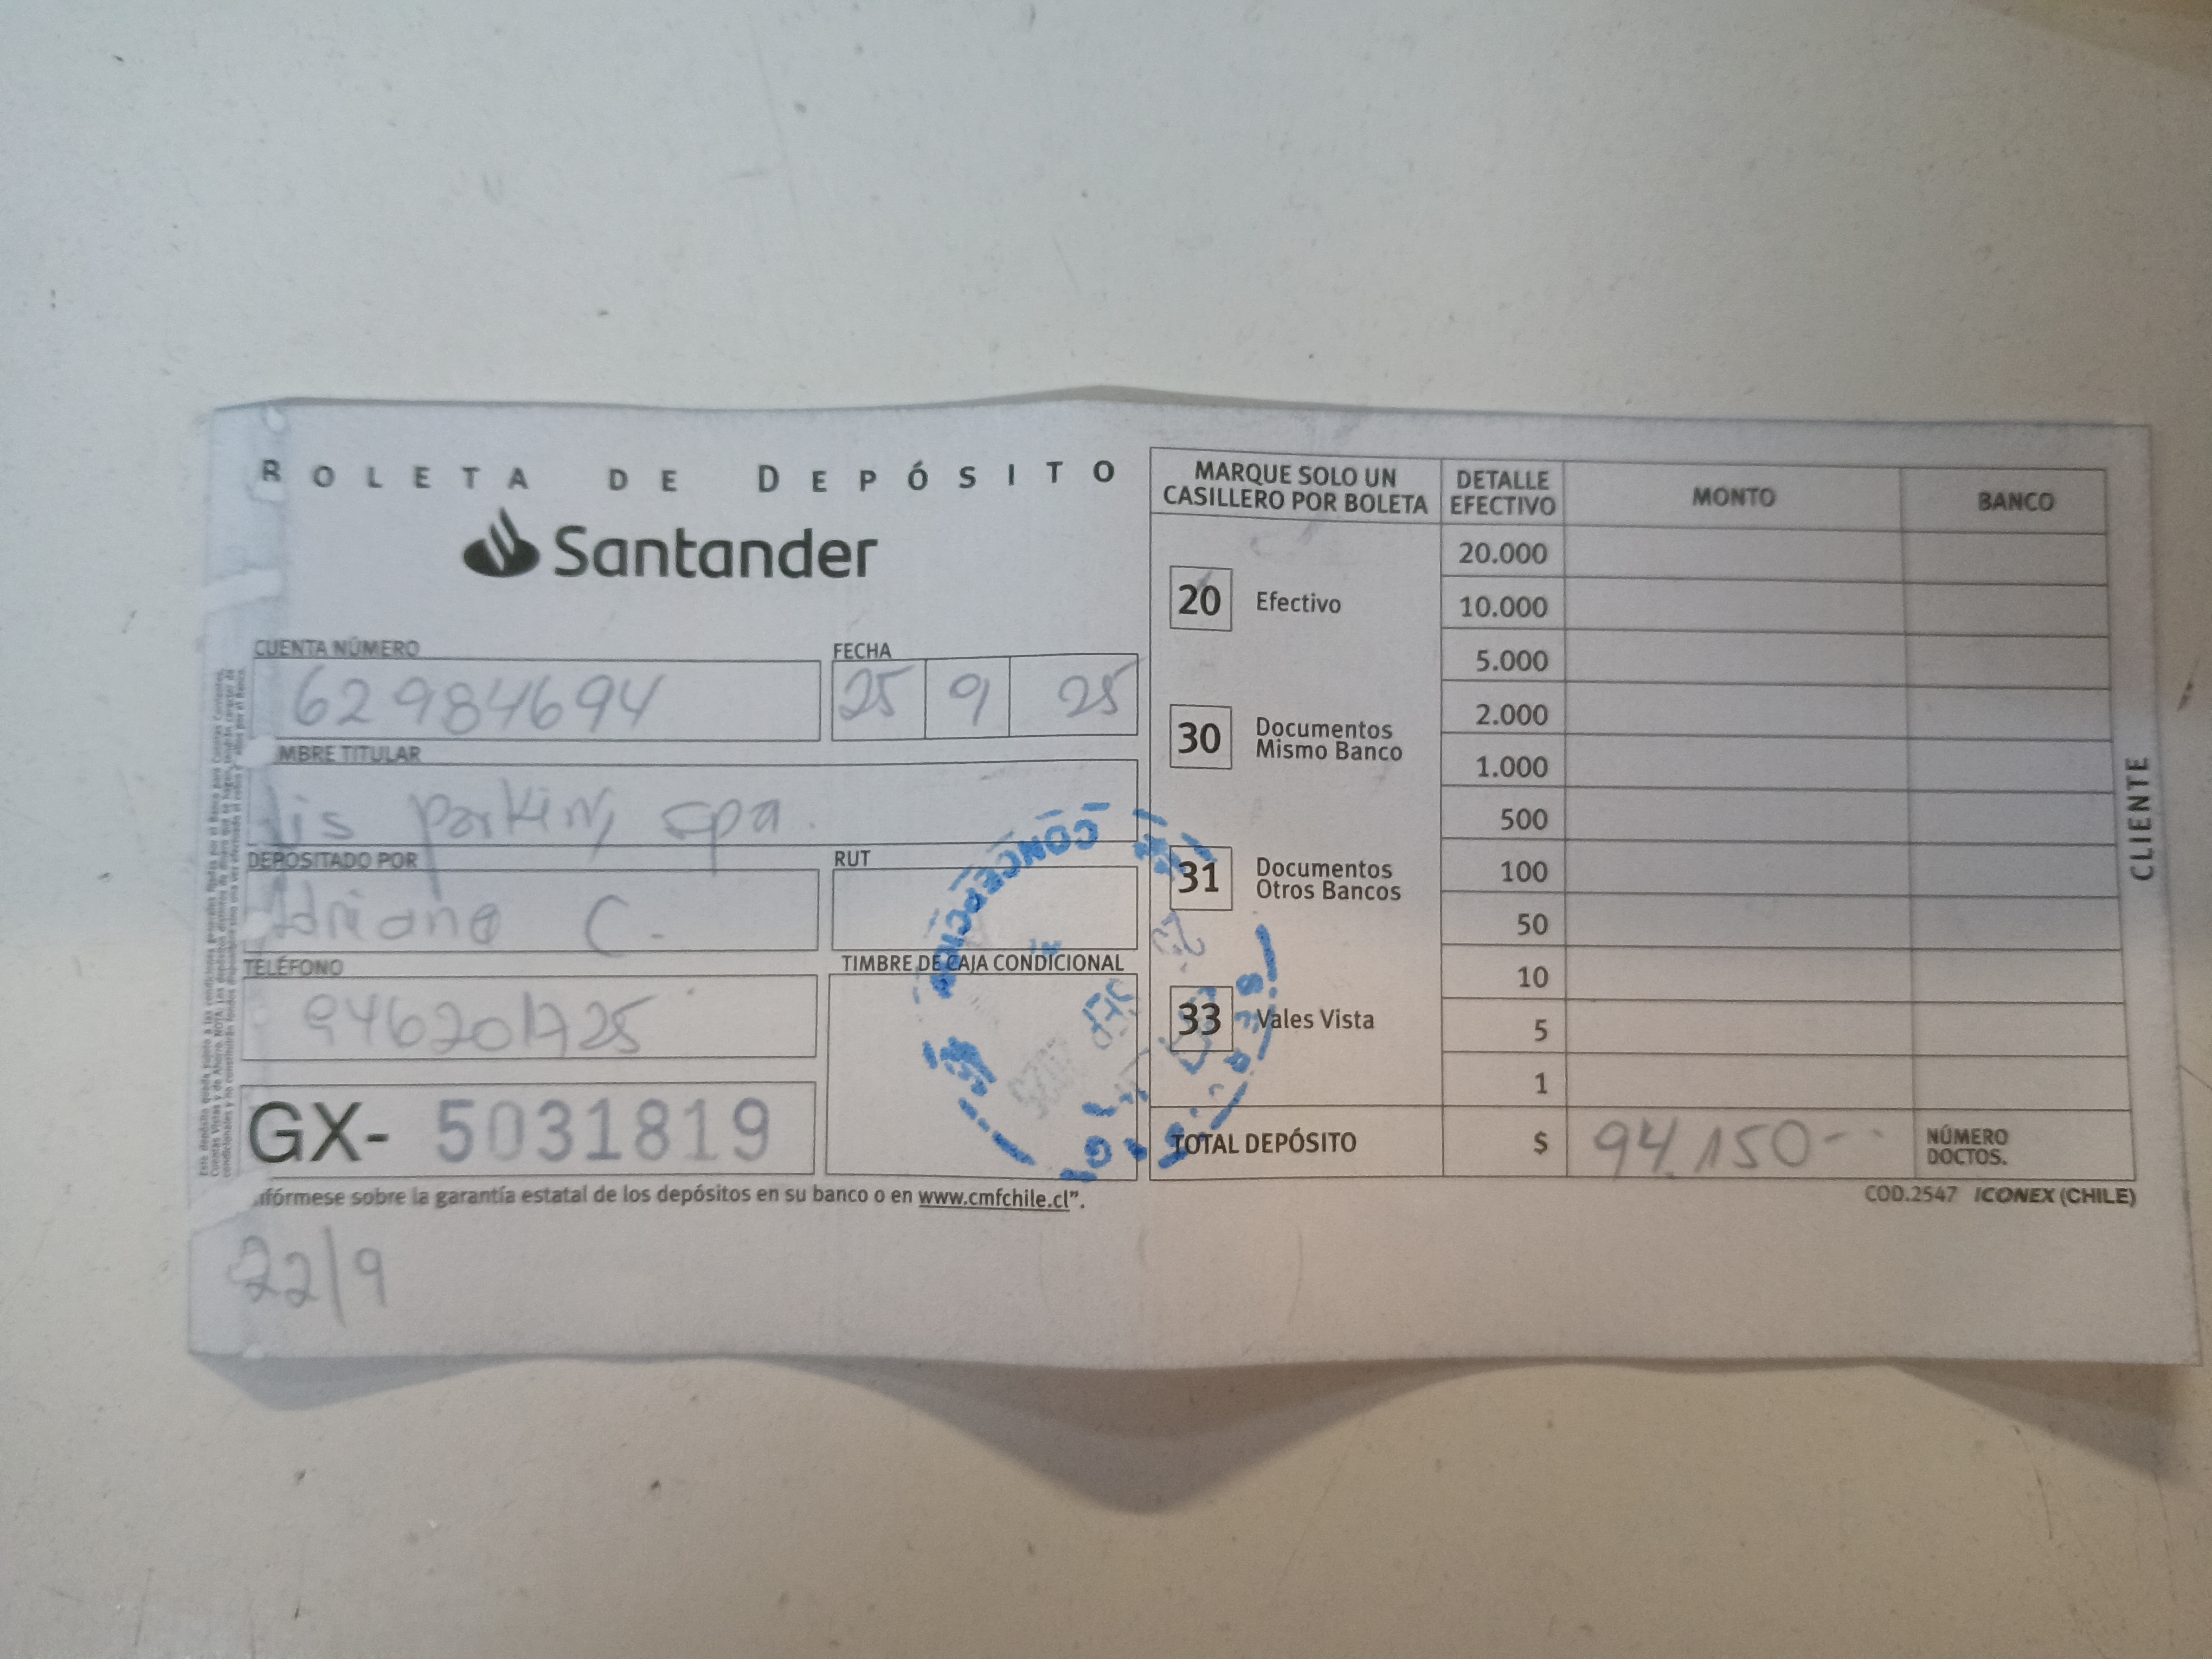 BOLETA DE DEPÓSITO
Santander
CUENTA NÚMERO
62984694
FECHA
25 9 25
MBRE TITULAR
lis parking spa.
DEPOSITADO POR
Adriana C.
RUT
TELÉFONO
946201725
TIMBRE DE CAJA CONDICIONAL
GX- 5031819
fórmese sobre la garantía estatal de los depósitos en su banco o en www.cmfchile.cl”.
22/9
MARQUE SOLO UN
CASILLERO POR BOLETA
20 Efectivo
30 Documentos
Mismo Banco
31 Documentos
Otros Bancos
33 Vales Vista
DETALLE
EFECTIVO
MONTO
BANCO
20.000
10.000
5.000
2.000
1.000
500
100
50
10
5
1
TOTAL DEPÓSITO $ 94.150--
NÚMERO
DOCTOS.
COD.2547 ICONEX (CHILE)
CLIENTE
CONCEPCION
SEP